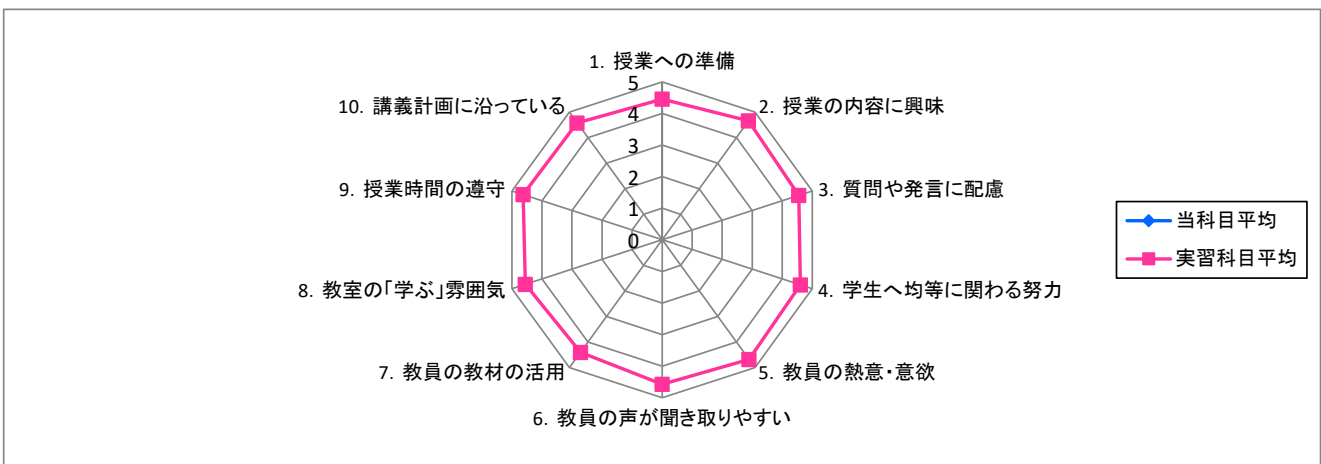 1. 授業への準備
2. 授業の内容に興味
3. 質問や発言に配慮
4. 学生へ均等に関わる努力
5. 教員の熱意・意欲
6. 教員の声が聞き取りやすい
7. 教員の教材の活用
8. 教室の「学ぶ」雰囲気
9. 授業時間の遵守
10. 講義計画に沿っている
5
4
3
2
1
0
当科目平均
実習科目平均